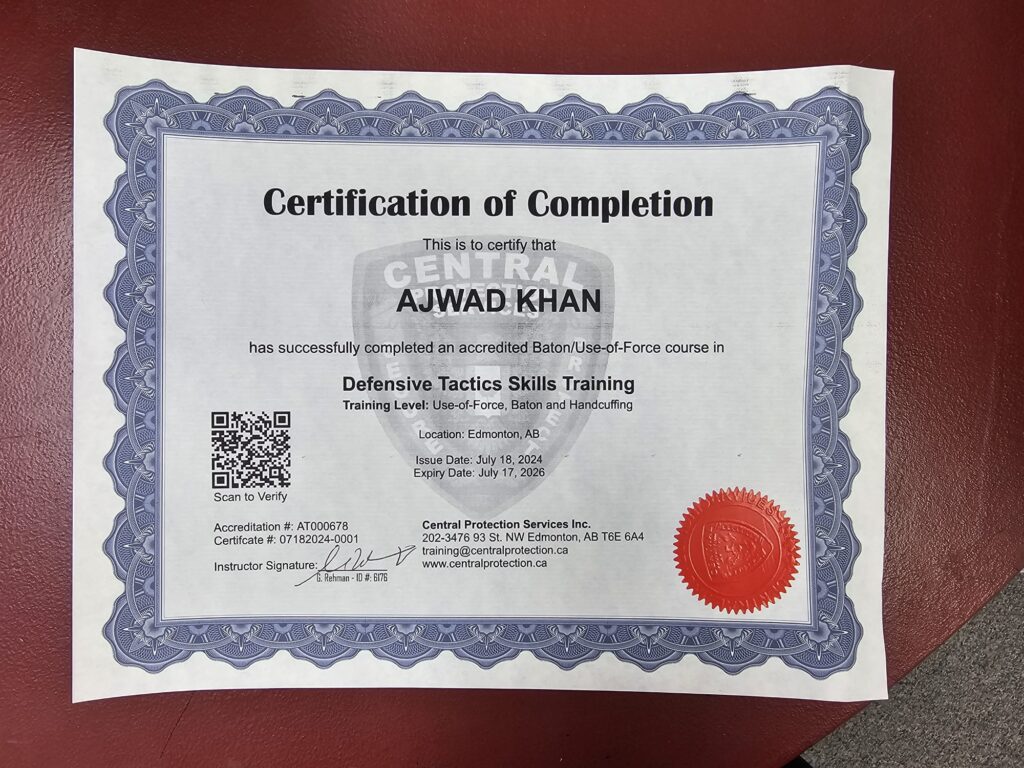 Certification of Completion
This is to certify that
CENTRAL
AJWAD KHAN
has successfully completed an accredited Baton/Use-of-Force course in
Defensive Tactics Skills Training
Training Level: Use-of-Force, Baton and Handcuffing
Location: Edmonton, AB
Issue Date: July 18, 2024
Expiry Date: July 17, 2026
Scan to Verify
Accreditation #: AT000678
Certifcate #: 07182024-0001
Instructor Signature:
G. Rehman - ID #: 6176
Central Protection Services Inc.
202-3476 93 St. NW Edmonton, AB T6E 6A4
training@centralprotection.ca
www.centralprotection.ca